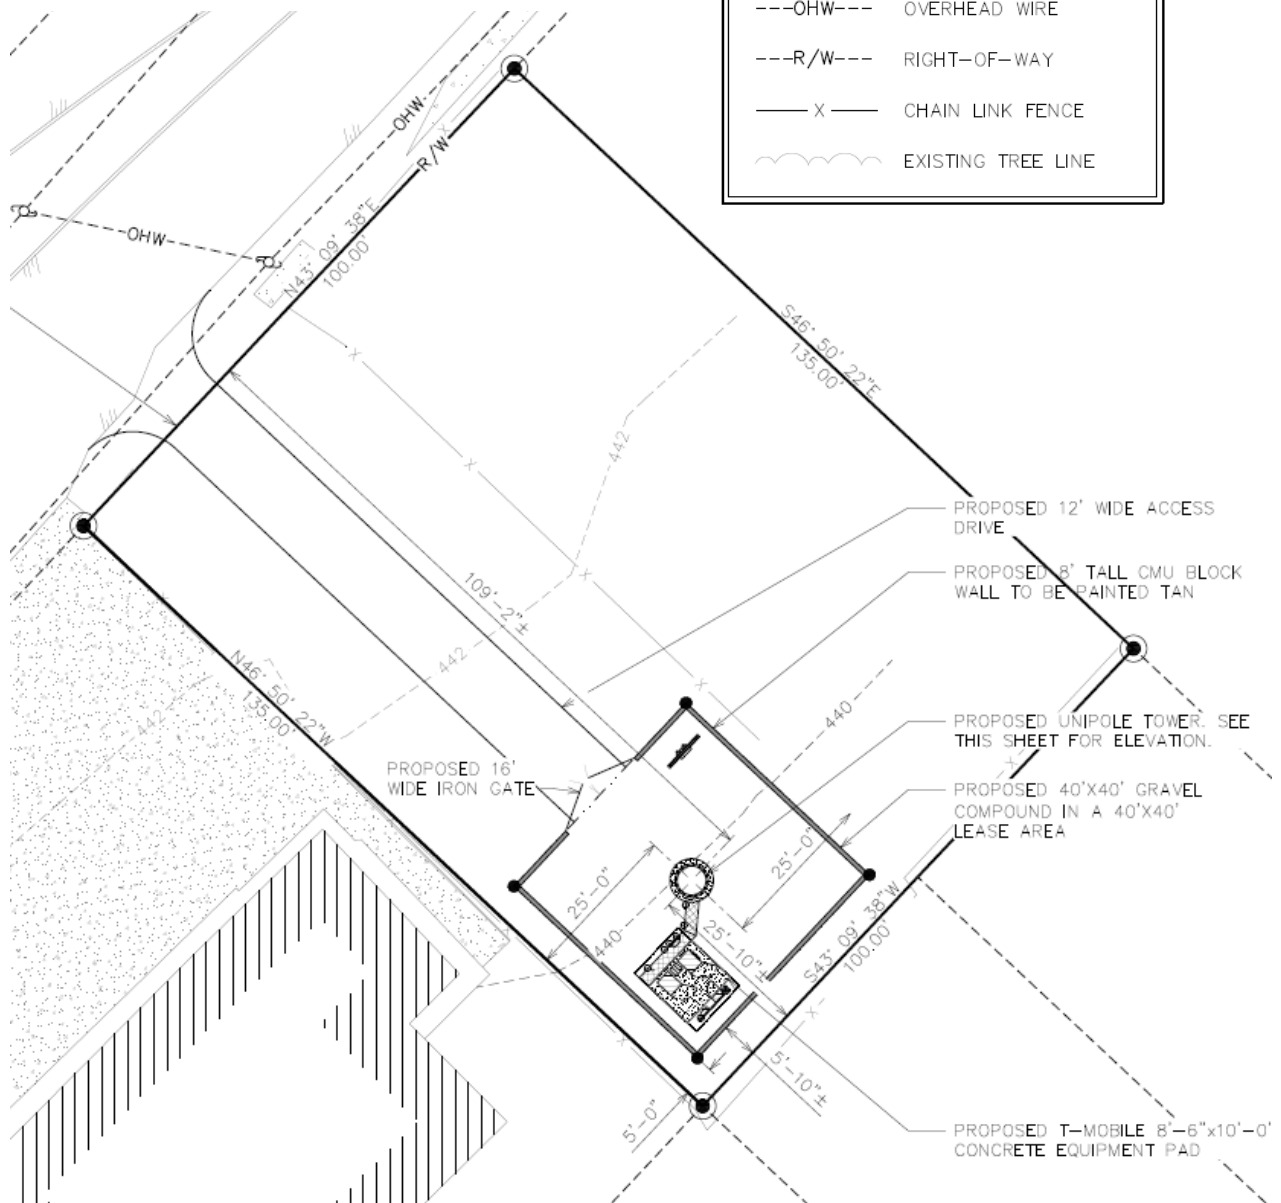 ---OHW--- OVERHEAD WIRE
---R/W--- RIGHT-OF-WAY
X CHAIN LINK FENCE
EXISTING TREE LINE
OHW
R/W
OHW
N43° 09' 38"E
100.00'
S46° 50' 22"E
135.00'
X
X
442
X
PROPOSED 12' WIDE ACCESS
DRIVE
PROPOSED 8' TALL CMU BLOCK
WALL TO BE PAINTED TAN
109'-2"±
442
N46° 50' 22"W
135.00'
442
X
440
PROPOSED UNIPOLE TOWER. SEE
THIS SHEET FOR ELEVATION.
PROPOSED 16'
WIDE IRON GATE
X
PROPOSED 40'X40' GRAVEL
COMPOUND IN A 40'X40'
LEASE AREA
25'-0"
25'-0"
440
25'-10"±
S43° 09' 38"W
100.00'
X
X
5'-10"±
5'-0"
PROPOSED T-MOBILE 8'-6"x10'-0"
CONCRETE EQUIPMENT PAD